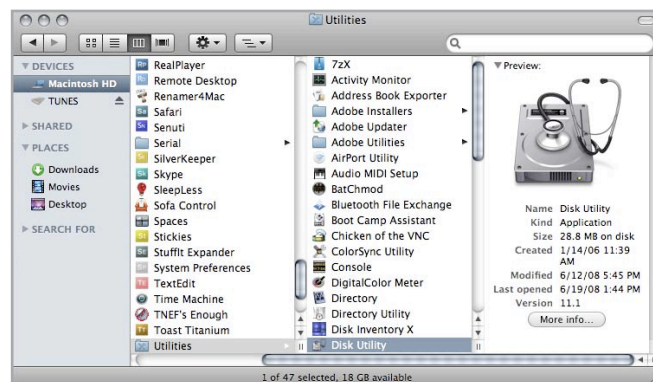 Utilities
DEVICES
Macintosh HD
TUNES
SHARED
PLACES
Downloads
Movies
Desktop
SEARCH FOR
RealPlayer
Remote Desktop
Renamer4Mac
Safari
Senuti
Serial
SilverKeeper
Skype
SleepLess
Sofa Control
Spaces
Stickies
StuffIt Expander
System Preferences
TextEdit
Time Machine
TNEF's Enough
Toast Titanium
Utilities
7zX
Activity Monitor
Address Book Exporter
Adobe Installers
Adobe Updater
Adobe Utilities
AirPort Utility
Audio MIDI Setup
BatChmod
Bluetooth File Exchange
Boot Camp Assistant
Chicken of the VNC
ColorSync Utility
Console
DigitalColor Meter
Directory
Directory Utility
Disk Inventory X
Disk Utility
Preview:
Name Disk Utility
Kind Application
Size 28.8 MB on disk
Created 1/14/06 11:39
AM
Modified 6/12/08 5:45 PM
Last opened 6/19/08 1:44 PM
Version 11.1
More info...
1 of 47 selected, 18 GB available